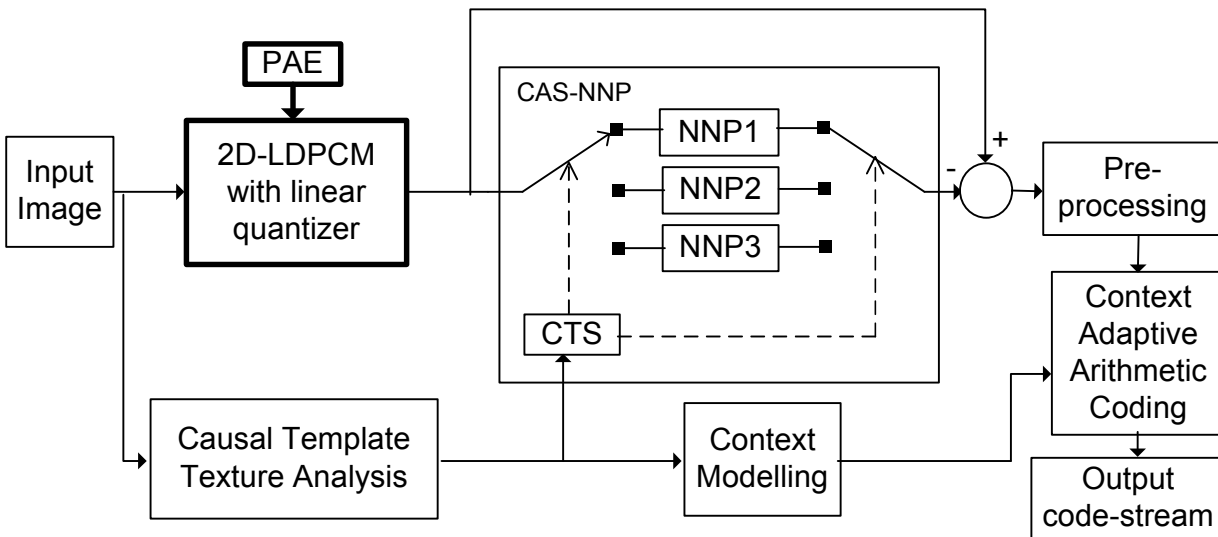 PAE
CAS-NNP
Input
Image
2D-LDPCM
with linear
quantizer
NNP1
NNP2
NNP3
CTS
+
-
Pre-
processing
Causal Template
Texture Analysis
Context
Modelling
Context
Adaptive
Arithmetic
Coding
Output
code-stream